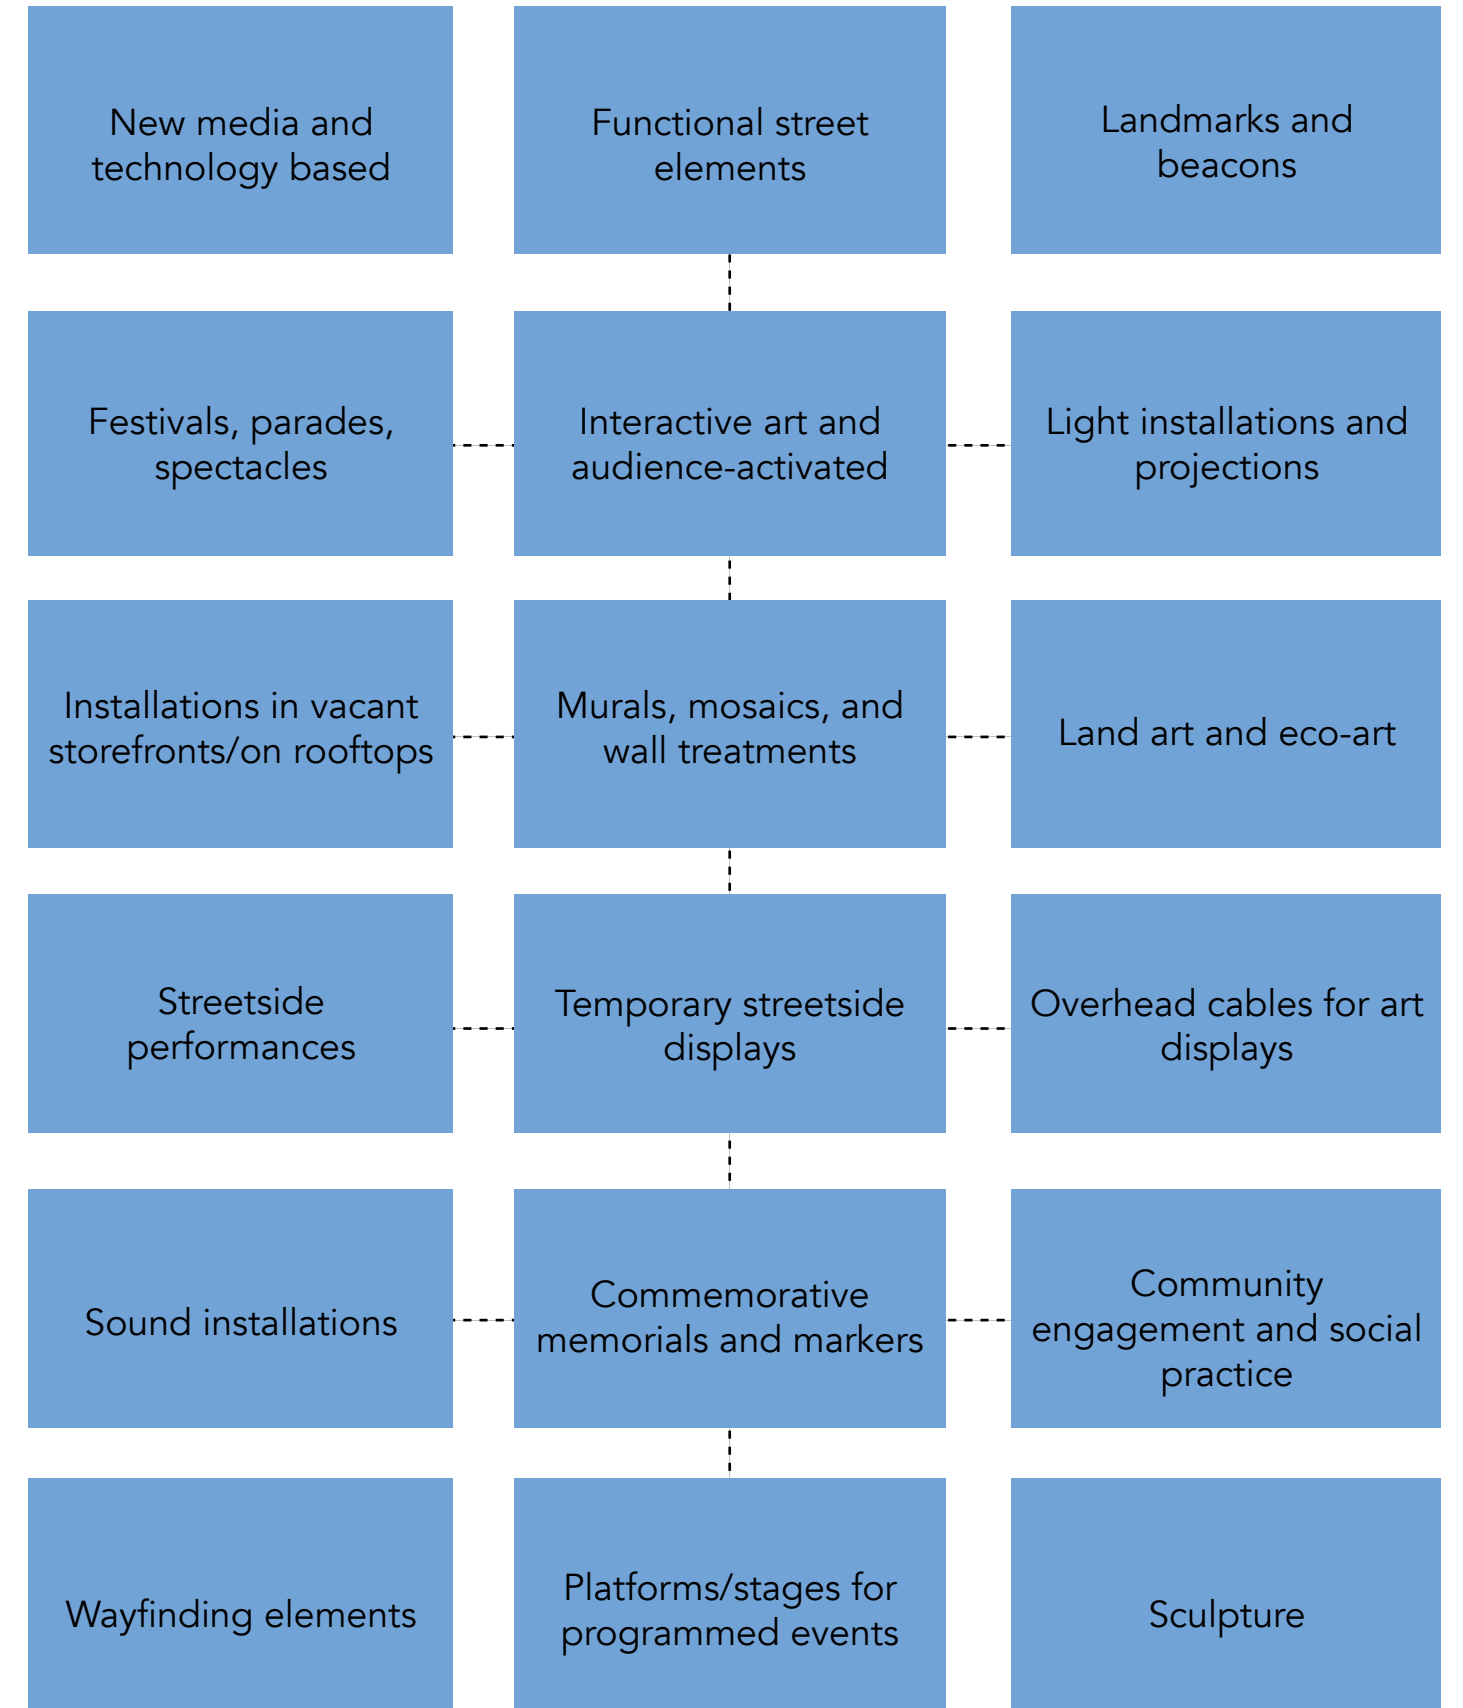 New media and
technology based
Functional street
elements
Landmarks and
beacons
Festivals, parades,
spectacles
Interactive art and
audience-activated
Light installations and
projections
Installations in vacant
storefronts/on rooftops
Murals, mosaics, and
wall treatments
Land art and eco-art
Streetside
performances
Temporary streetside
displays
Overhead cables for art
displays
Sound installations
Commemorative
memorials and markers
Community
engagement and social
practice
Wayfinding elements
Platforms/stages for
programmed events
Sculpture